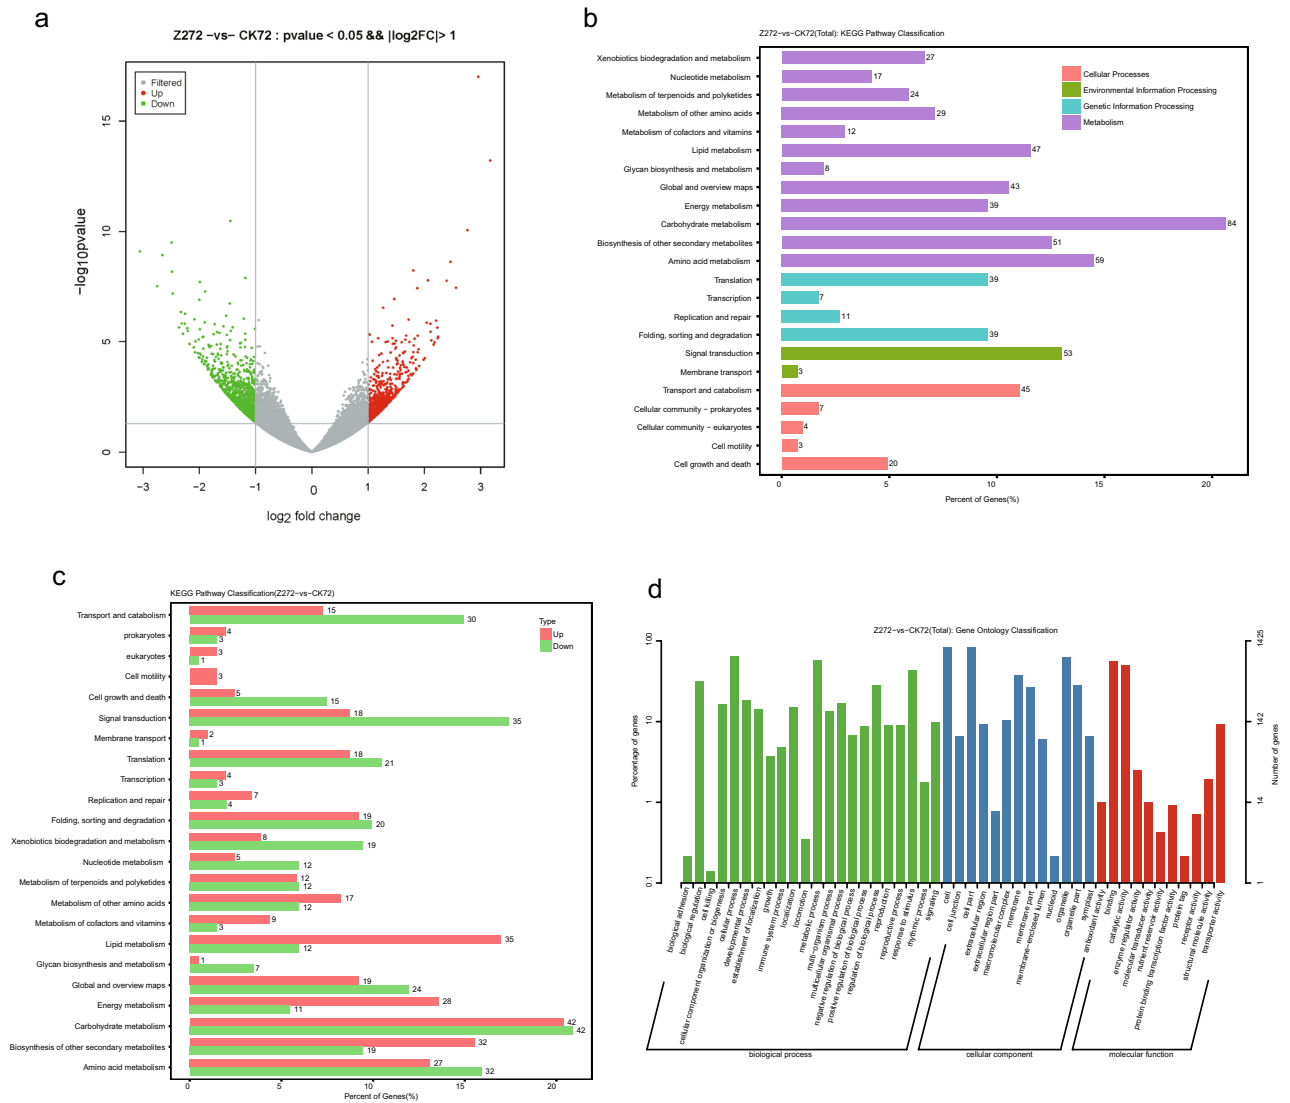 a
Z272 −vs− CK72 : pvalue < 0.05 && |log2FC|> 1
Filtered
Up
Down
−log10pvalue
15
10
5
0
−3 −2 −1 0 1 2 3
log2 fold change
b
Z272−vs−CK72(Total): KEGG Pathway Classification
Xenobiotics biodegradation and metabolism 27
Nucleotide metabolism 17
Metabolism of terpenoids and polyketides 24
Metabolism of other amino acids 29
Metabolism of cofactors and vitamins 12
Lipid metabolism 47
Glycan biosynthesis and metabolism 8
Global and overview maps 43
Energy metabolism 39
Carbohydrate metabolism 84
Biosynthesis of other secondary metabolites 51
Amino acid metabolism 59
Translation 39
Transcription 7
Replication and repair 11
Folding, sorting and degradation 39
Signal transduction 53
Membrane transport 3
Transport and catabolism 45
Cellular community − prokaryotes 7
Cellular community − eukaryotes 4
Cell motility 3
Cell growth and death 20
Cellular Processes
Environmental Information Processing
Genetic Information Processing
Metabolism
0 5 10 15 20
Percent of Genes(%)
c
KEGG Pathway Classification(Z272−vs−CK72)
Type
Up
Down
Transport and catabolism 15 30
prokaryotes 4 3
eukaryotes 3 1
Cell motility 3
Cell growth and death 5 15
Signal transduction 18 35
Membrane transport 2 1
Translation 18 21
Transcription 4 3
Replication and repair 7 4
Folding, sorting and degradation 19 20
Xenobiotics biodegradation and metabolism 8 19
Nucleotide metabolism 5 12
Metabolism of terpenoids and polyketides 12 12
Metabolism of other amino acids 17 12
Metabolism of cofactors and vitamins 9 3
Lipid metabolism 35 12
Glycan biosynthesis and metabolism 1 7
Global and overview maps 19 24
Energy metabolism 28 11
Carbohydrate metabolism 42 42
Biosynthesis of other secondary metabolites 32 19
Amino acid metabolism 27 32
0 5 10 15 20
Percent of Genes(%)
d
Z272−vs−CK72(Total): Gene Ontology Classification
Percentage of genes
100
10
1
0.1
Number of genes
1425
142
14
1
biological adhesion
biological regulation
cell killing
cellular component organization or biogenesis
cellular process
developmental process
establishment of localization
growth
immune system process
localization
locomotion
metabolic process
multi−organism process
multicellular organismal process
negative regulation of biological process
positive regulation of biological process
regulation of biological process
reproduction
reproductive process
response to stimulus
rhythmic process
signaling
cell
cell junction
cell part
extracellular region
extracellular region part
macromolecular complex
membrane
membrane part
membrane−enclosed lumen
nucleoid
organelle
organelle part
symplast
antioxidant activity
binding
catalytic activity
enzyme regulator activity
molecular transducer activity
nutrient reservoir activity
protein binding transcription factor activity
protein tag
receptor activity
structural molecule activity
transporter activity
biological process
cellular component
molecular function